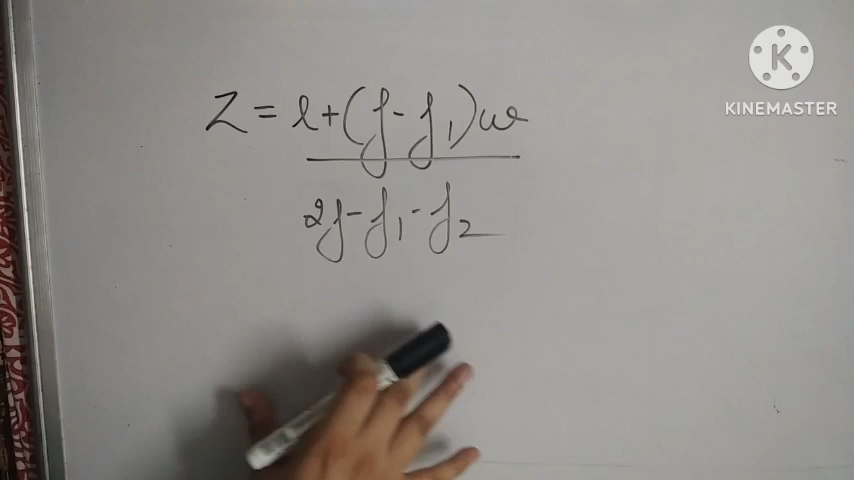 Z = l + (f - f₁) w
2f - f₁ - f₂
KINEMASTER